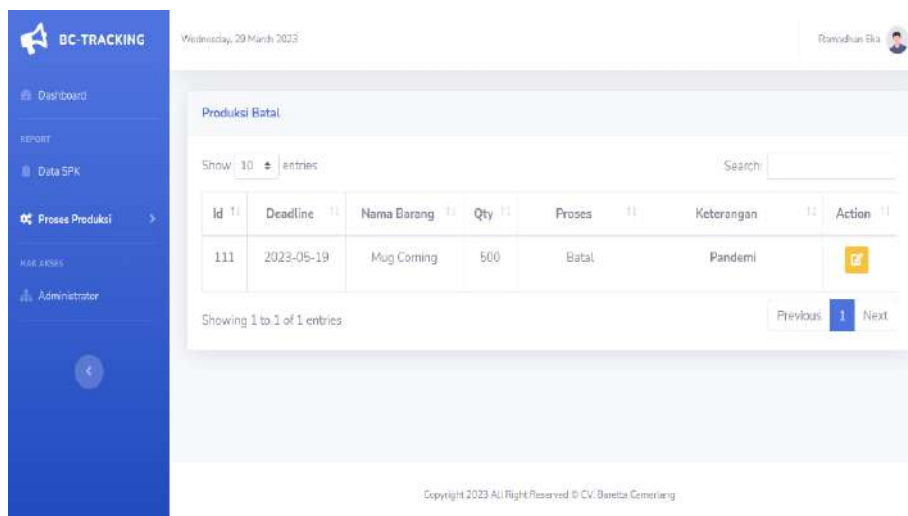 BC-TRACKING
Wednesday, 29 March 2023
Ramadhan Eka
Dashboard
REPORT
Data SPK
Proses Produksi
HAK AKSES
Administrator
Produksi Batal
Show 10 entries
Search:
Id Deadline Nama Barang Qty Proses Keterangan Action
111 2023-05-19 Mug Corning 500 Batal Pandemi
Showing 1 to 1 of 1 entries
Previous 1 Next
Copyright 2023 All Right Reserved © CV. Baretta Cemerlang